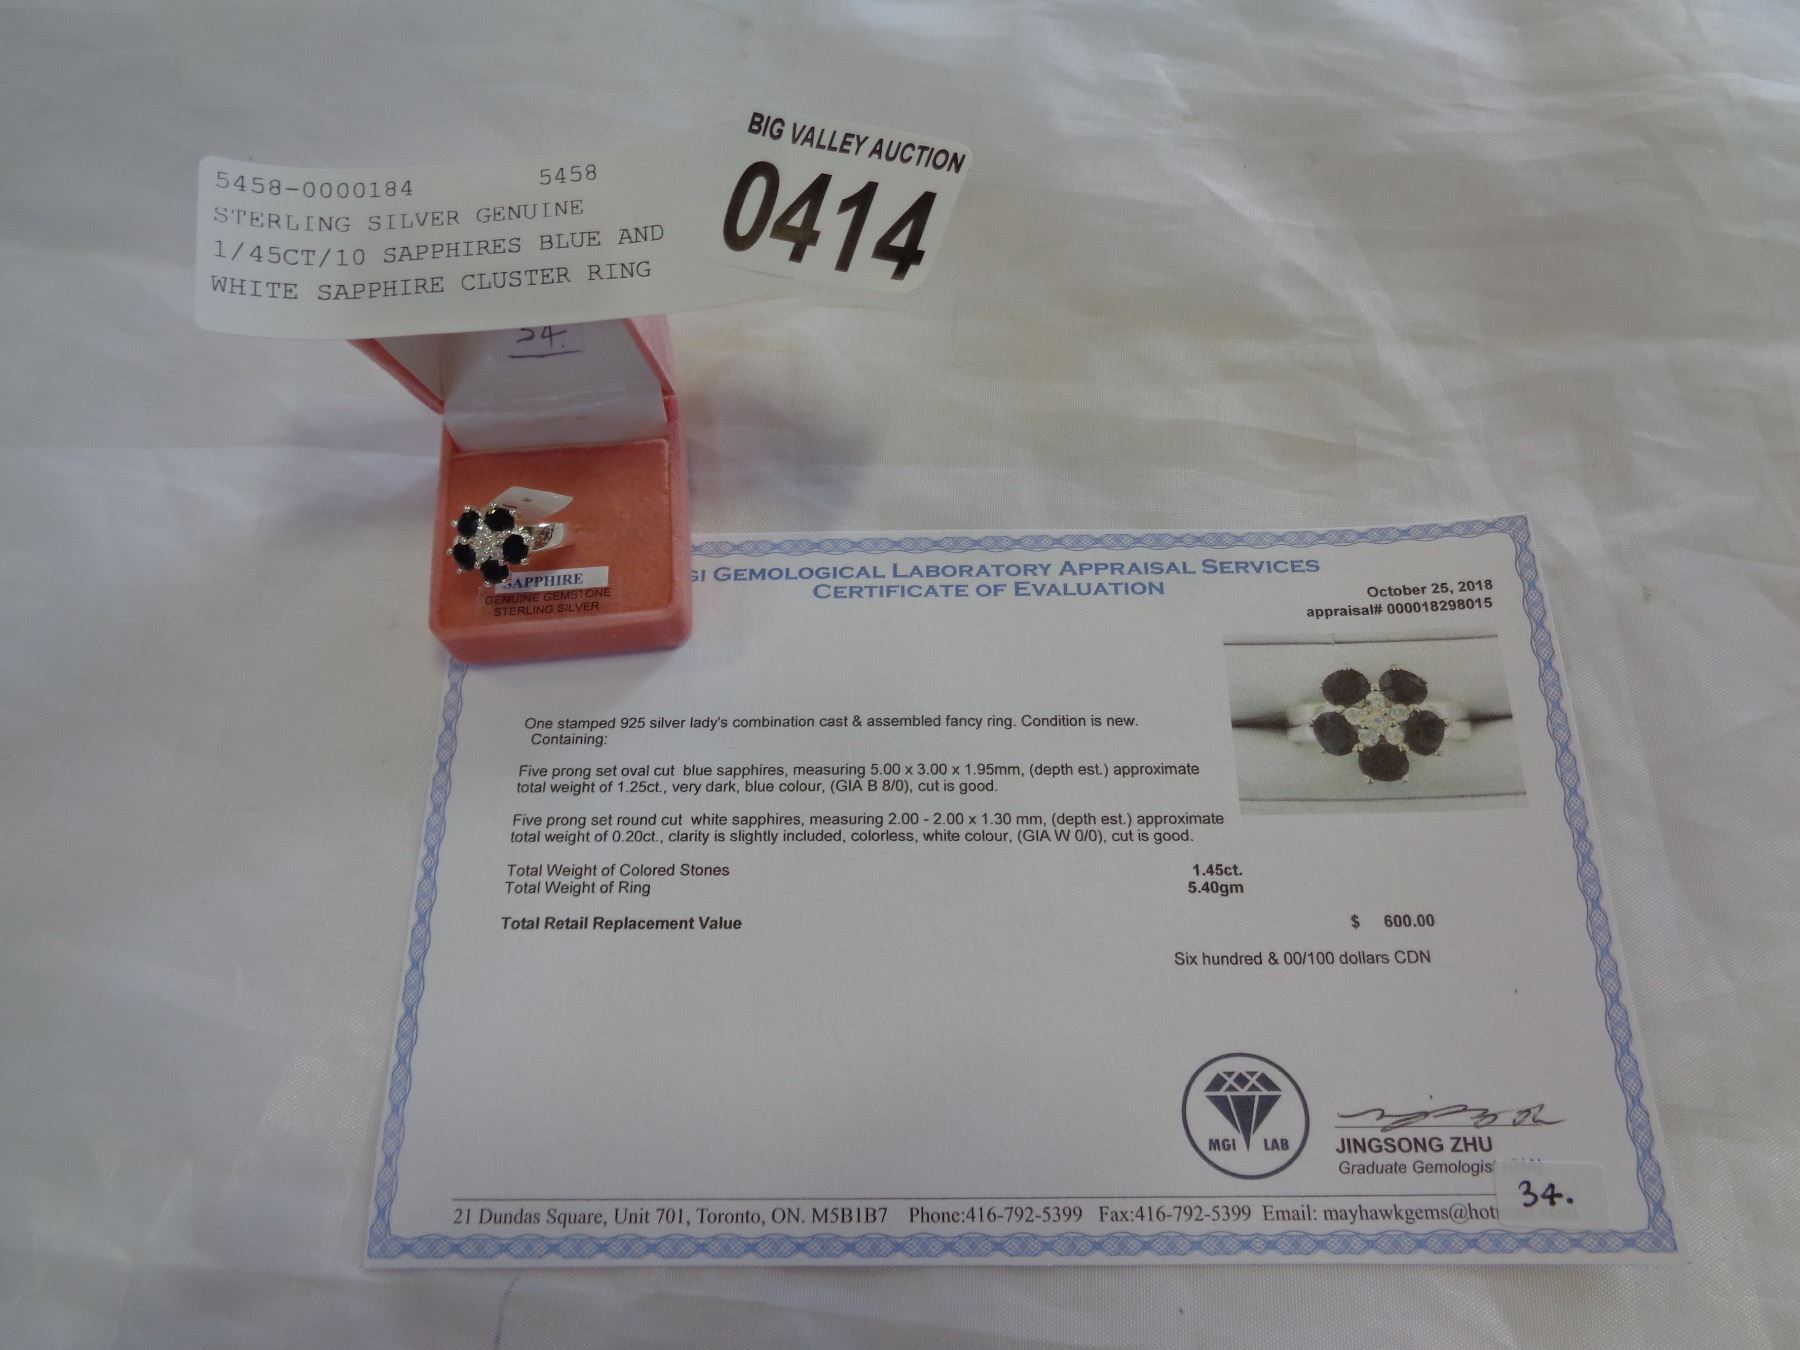 BIG VALLEY AUCTION
0414
5458-0000184 5458
STERLING SILVER GENUINE
1/45CT/10 SAPPHIRES BLUE AND
WHITE SAPPHIRE CLUSTER RING
34.
SAPPHIRE
GENUINE GEMSTONE
STERLING SILVER
GI GEMOLOGICAL LABORATORY APPRAISAL SERVICES
CERTIFICATE OF EVALUATION
October 25, 2018
appraisal# 000018298015
One stamped 925 silver lady's combination cast & assembled fancy ring. Condition is new.
Containing:
Five prong set oval cut blue sapphires, measuring 5.00 x 3.00 x 1.95mm, (depth est.) approximate
total weight of 1.25ct., very dark, blue colour, (GIA B 8/0), cut is good.
Five prong set round cut white sapphires, measuring 2.00 - 2.00 x 1.30 mm, (depth est.) approximate
total weight of 0.20ct., clarity is slightly included, colorless, white colour, (GIA W 0/0), cut is good.
Total Weight of Colored Stones 1.45ct.
Total Weight of Ring 5.40gm
Total Retail Replacement Value $ 600.00
Six hundred & 00/100 dollars CDN
MGI LAB
JINGSONG ZHU
Graduate Gemologis
34.
21 Dundas Square, Unit 701, Toronto, ON. M5B1B7 Phone:416-792-5399 Fax:416-792-5399 Email: mayhawkgems@hot